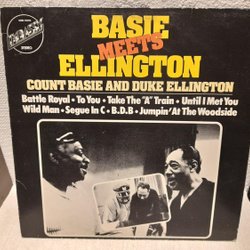 BASIE
MEETS
ELLINGTON
COUNT BASIE AND DUKE ELLINGTON
Battle Royal • To You • Take The "A" Train • Until I Met You
Wild Man • Segue In C • B.D.B • Jumpin' At The Woodside
STEREO